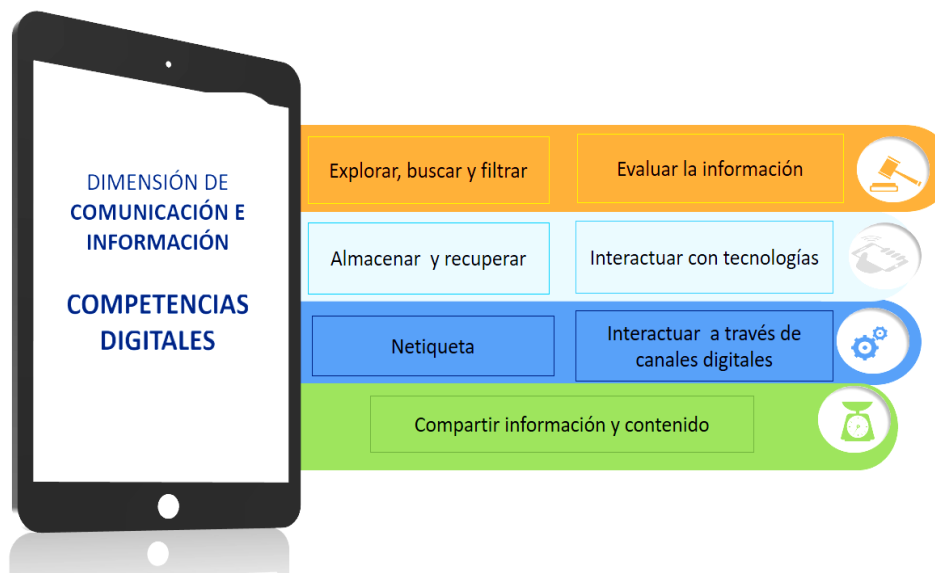 DIMENSIÓN DE
COMUNICACIÓN E
INFORMACIÓN
COMPETENCIAS
DIGITALES
Explorar, buscar y filtrar
Evaluar la información
Almacenar y recuperar
Interactuar con tecnologías
Netiqueta
Interactuar a través de
canales digitales
Compartir información y contenido